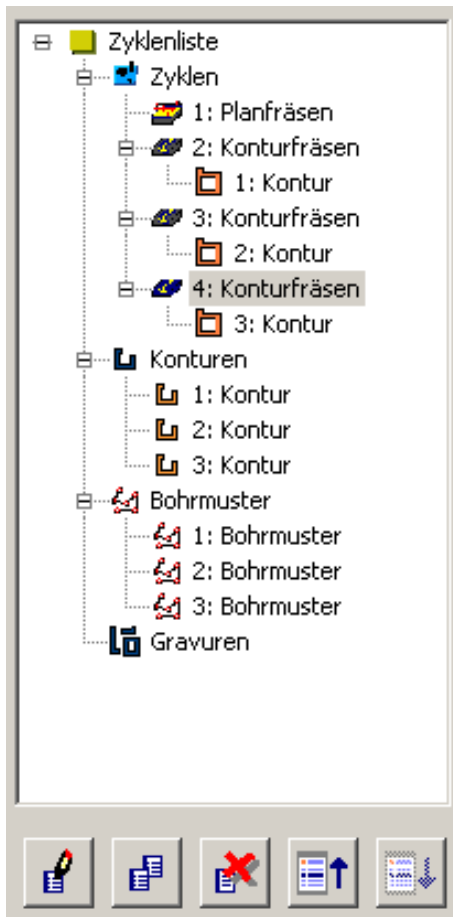 Zyklenliste
Zyklen
1: Planfräsen
2: Konturfräsen
1: Kontur
3: Konturfräsen
2: Kontur
4: Konturfräsen
3: Kontur
Konturen
1: Kontur
2: Kontur
3: Kontur
Bohrmuster
1: Bohrmuster
2: Bohrmuster
3: Bohrmuster
Gravuren